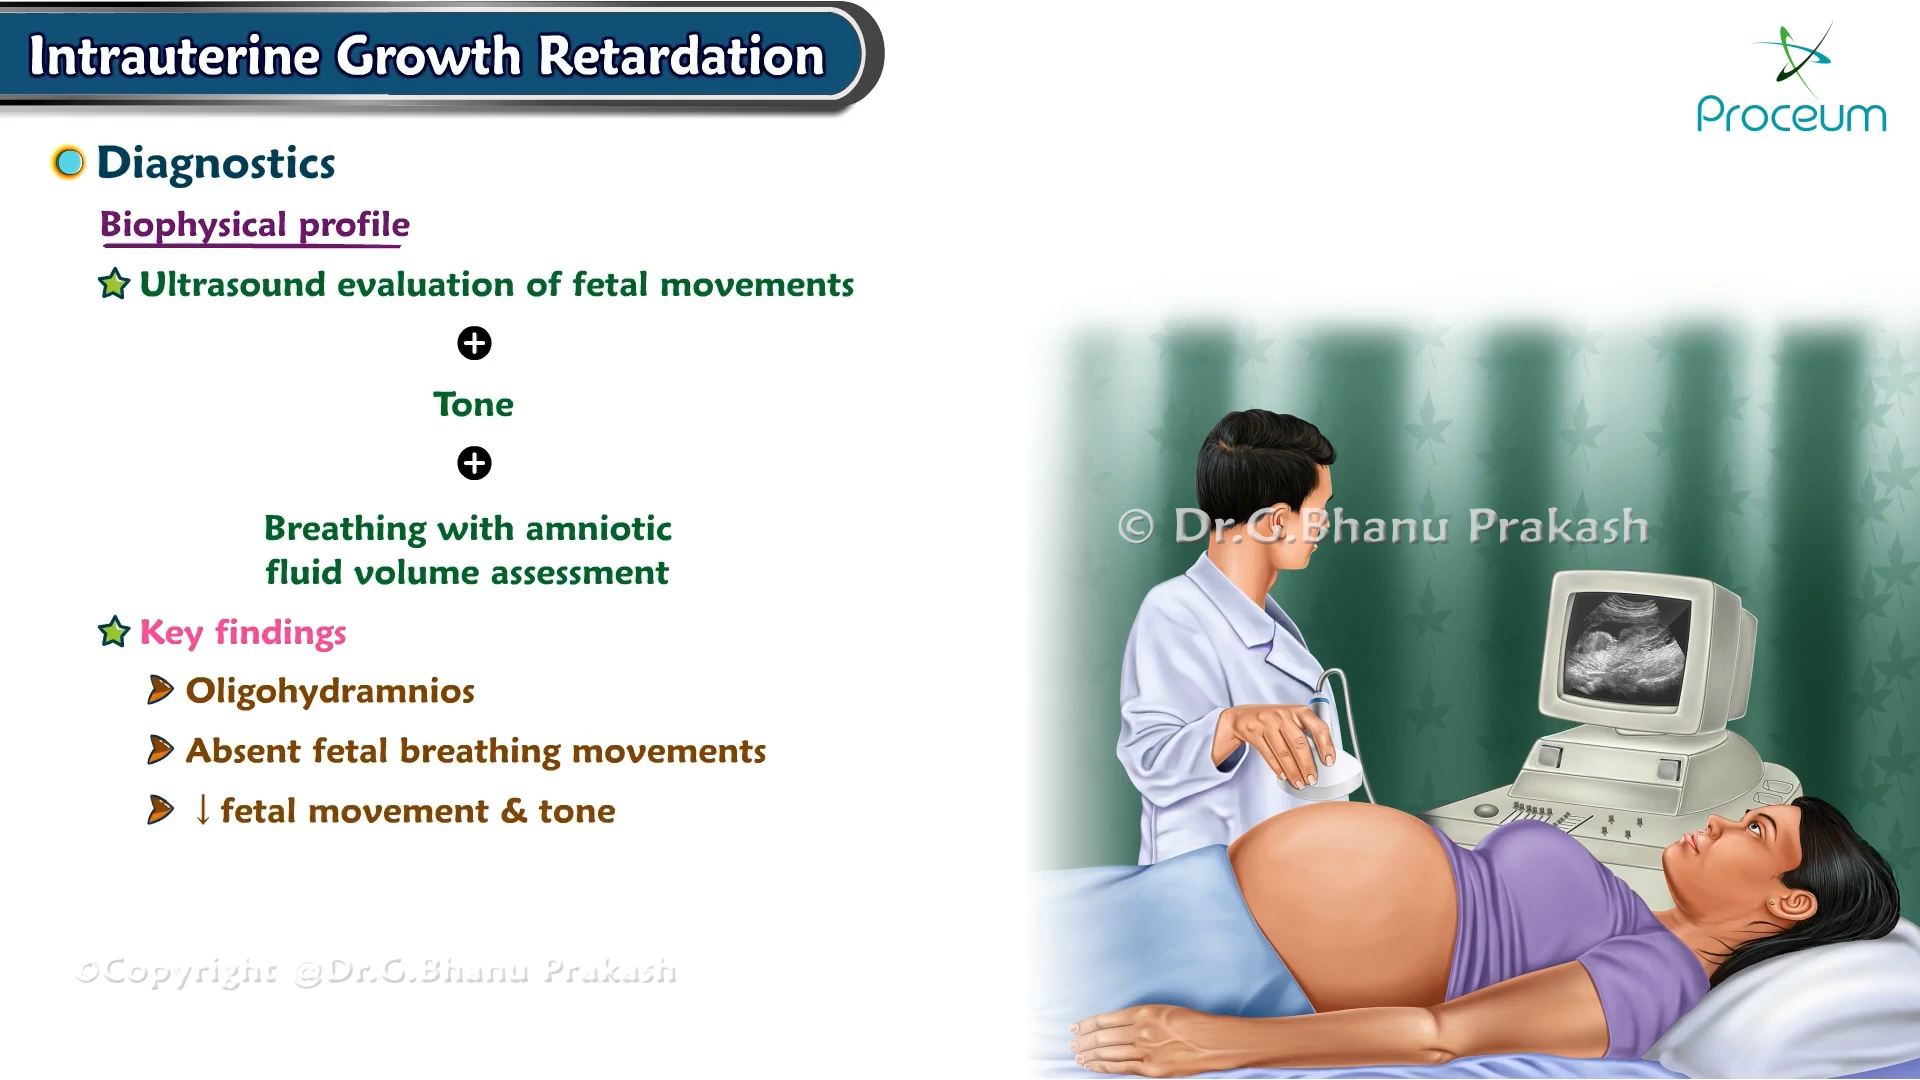 Intrauterine Growth Retardation
Proceum
Diagnostics
Biophysical profile
Ultrasound evaluation of fetal movements
+
Tone
+
Breathing with amniotic
fluid volume assessment
Key findings
Oligohydramnios
Absent fetal breathing movements
↓ fetal movement & tone
© Dr.G.Bhanu Prakash
©Copyright @Dr.G.Bhanu Prakash